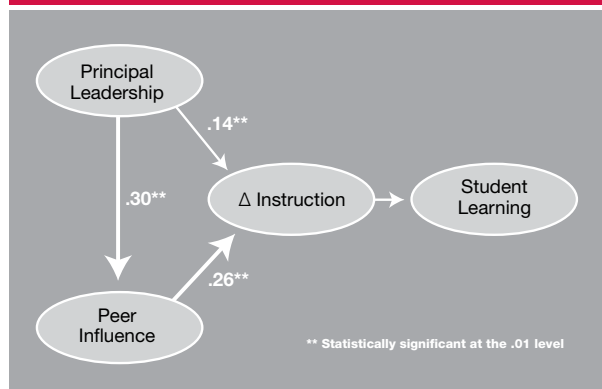 Principal
Leadership
.14**
.30**
Δ Instruction
Student
Learning
.26**
Peer
Influence
** Statistically significant at the .01 level